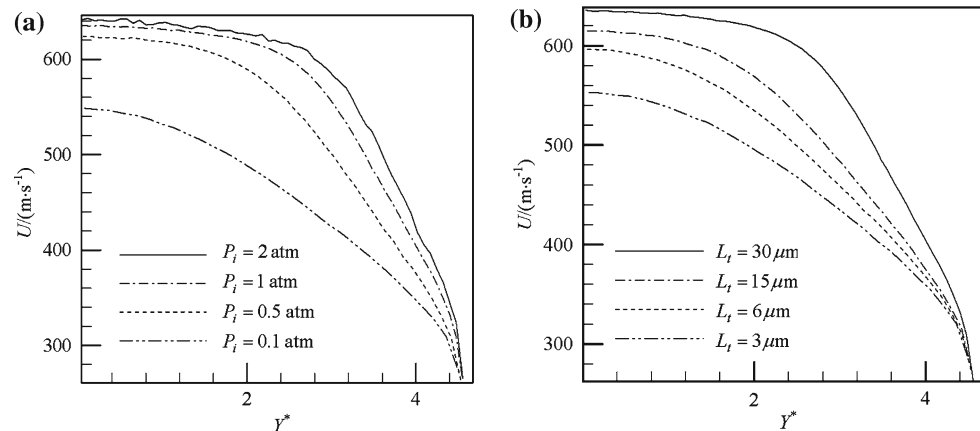 (a)
600
500
400
300
U/(m·s⁻¹)
P_i = 2 atm
P_i = 1 atm
P_i = 0.5 atm
P_i = 0.1 atm
2
4
Y*
(b)
600
500
400
300
U/(m·s⁻¹)
L_t = 30 μm
L_t = 15 μm
L_t = 6 μm
L_t = 3 μm
2
4
Y*